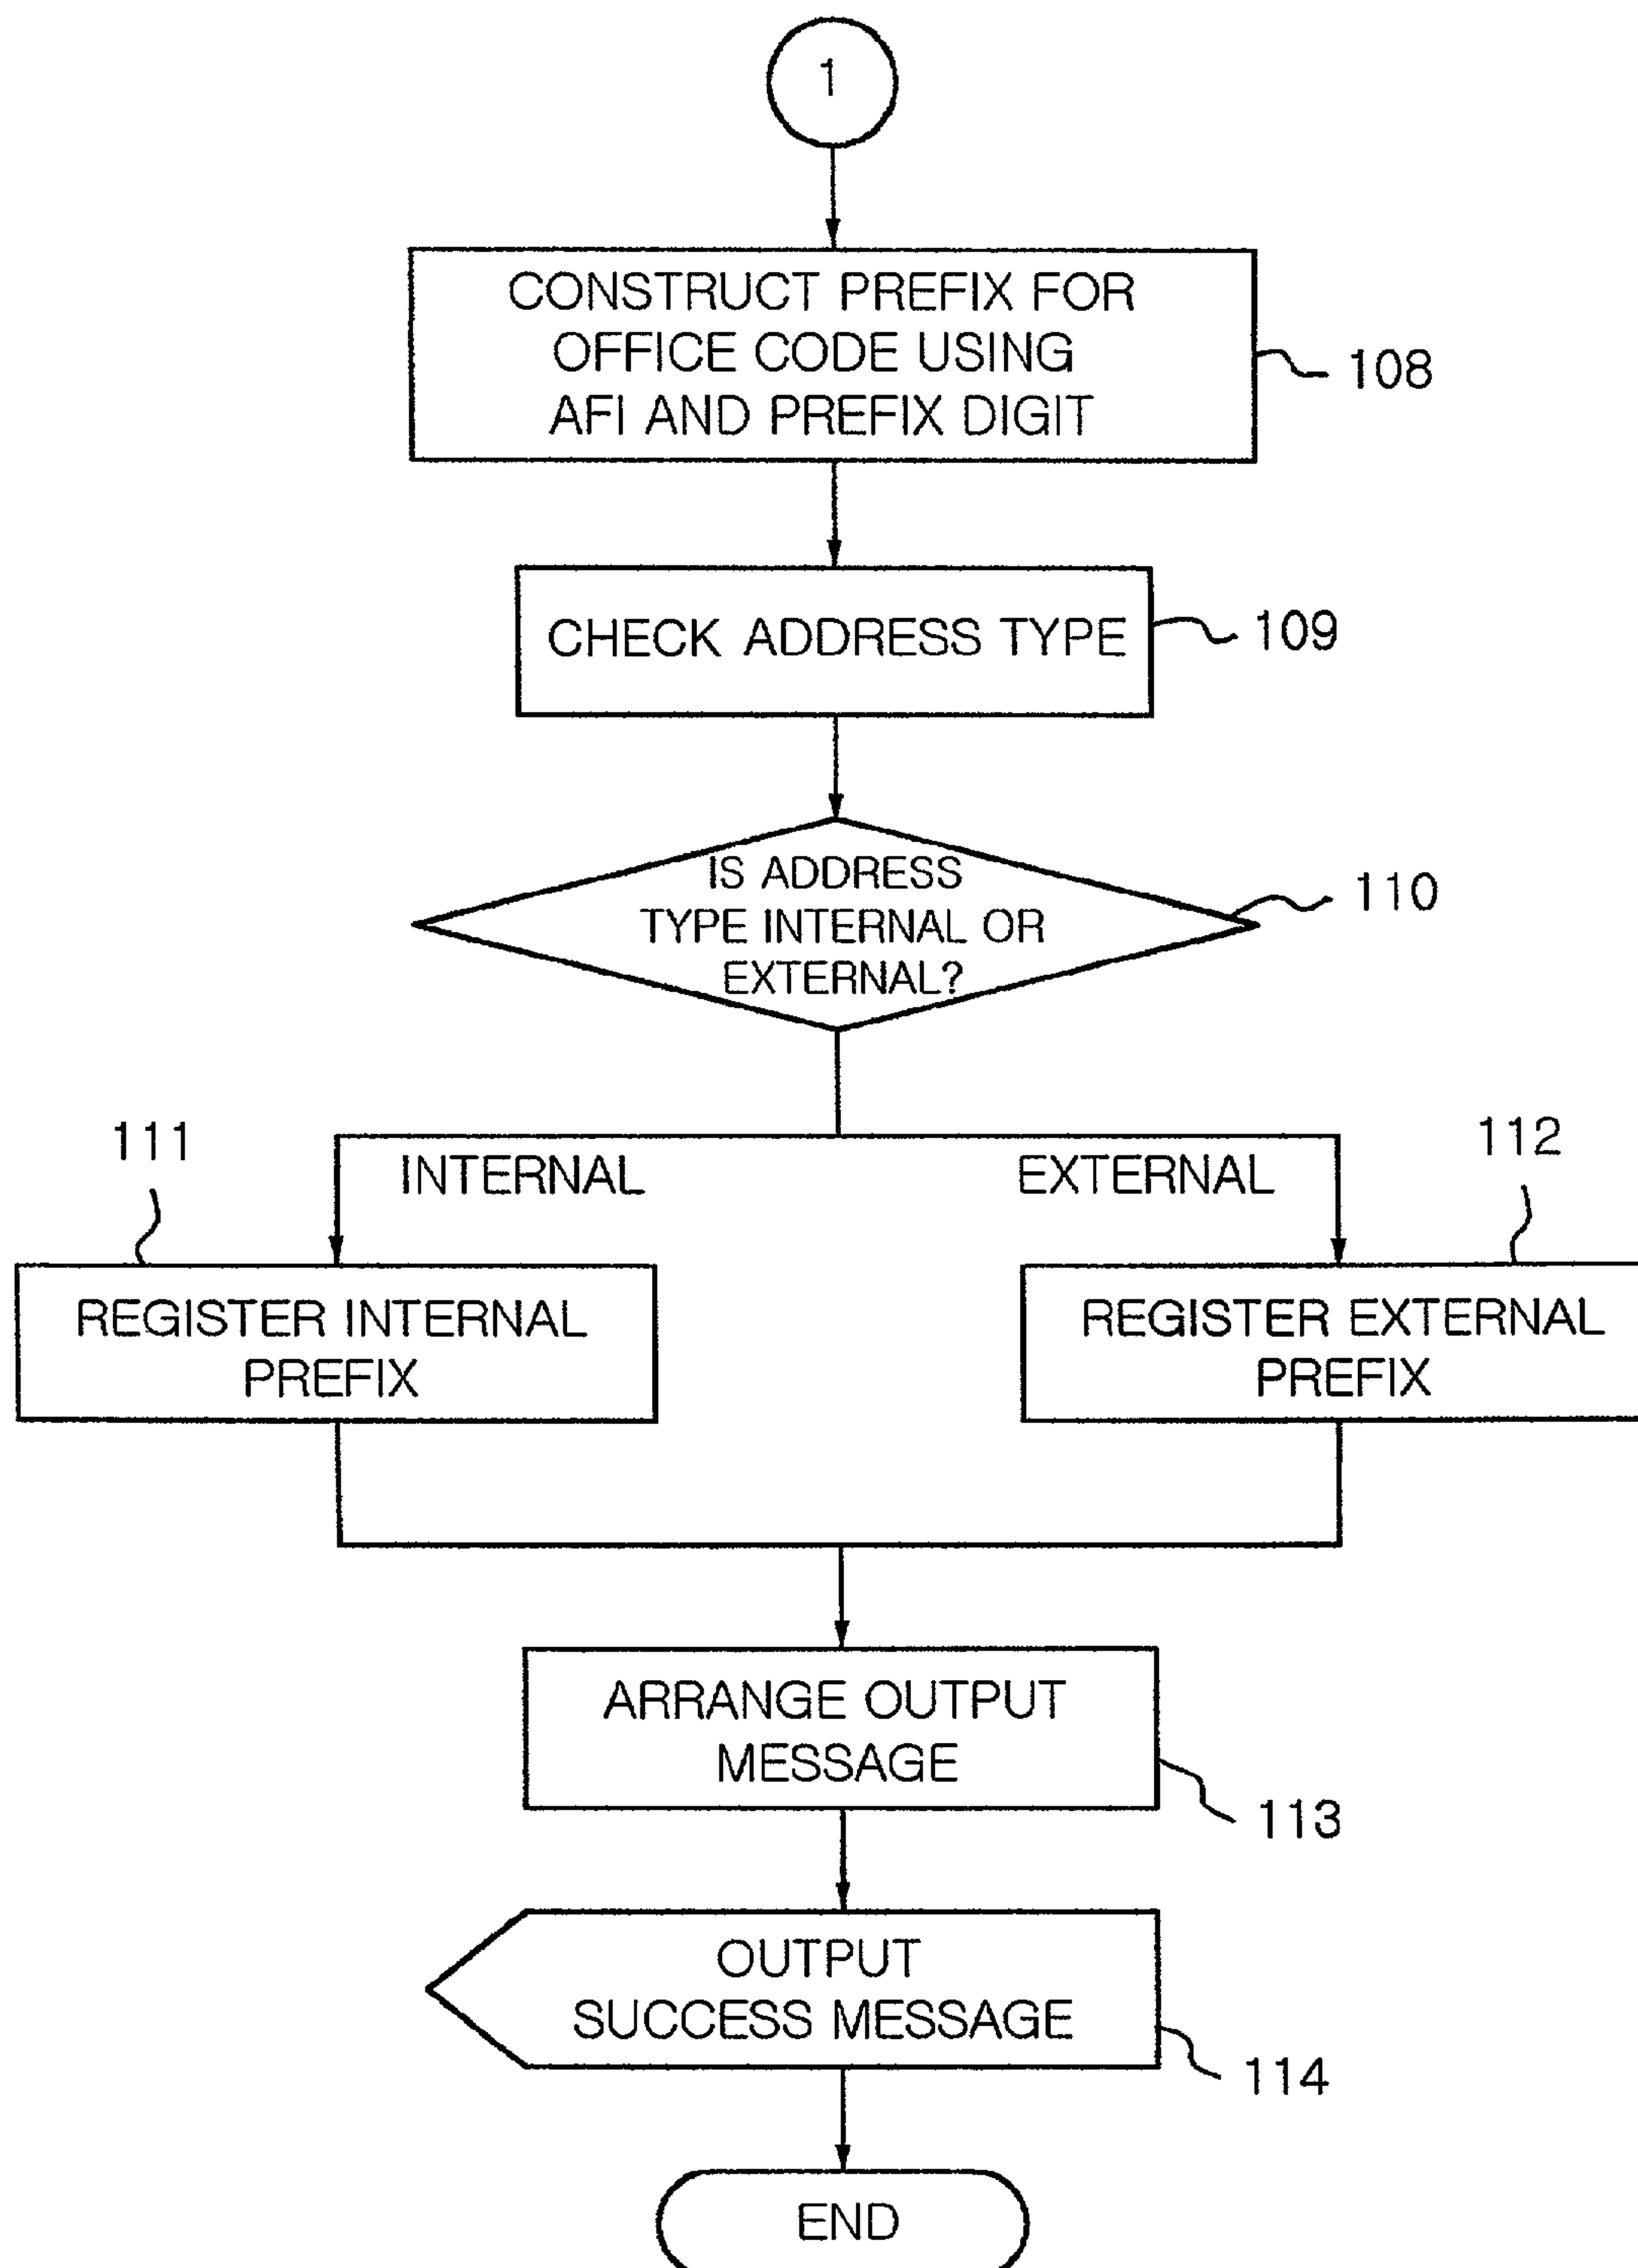 1
CONSTRUCT PREFIX FOR
OFFICE CODE USING
AFI AND PREFIX DIGIT
108
CHECK ADDRESS TYPE
109
IS ADDRESS
TYPE INTERNAL OR
EXTERNAL?
110
111
INTERNAL
EXTERNAL
112
REGISTER INTERNAL
PREFIX
REGISTER EXTERNAL
PREFIX
ARRANGE OUTPUT
MESSAGE
113
OUTPUT
SUCCESS MESSAGE
114
END